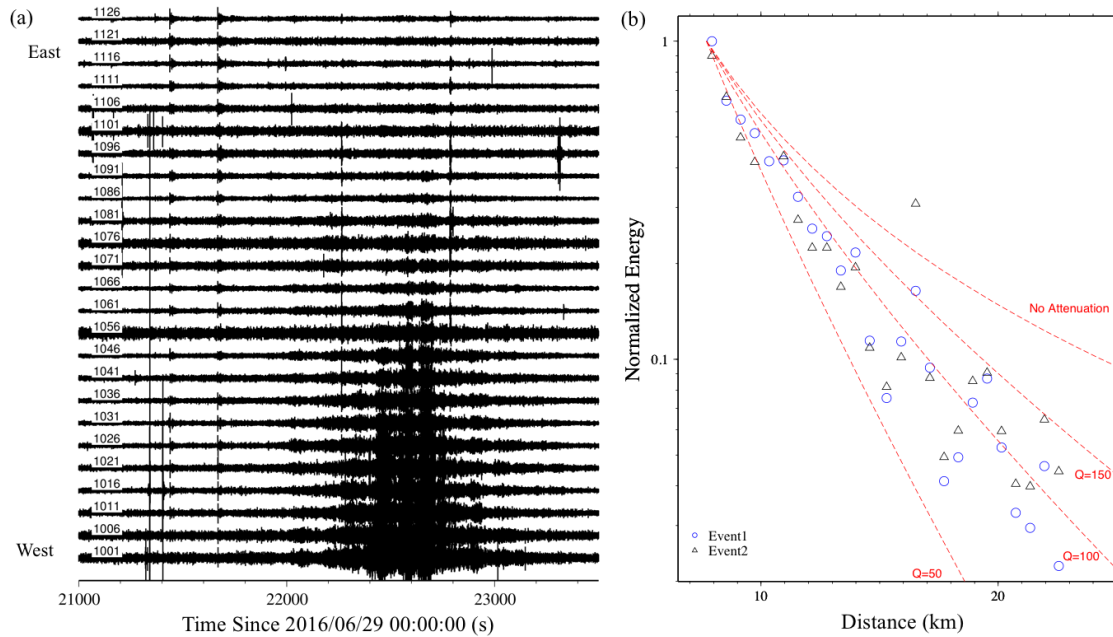 (a)
East
West
1126
1121
1116
1111
1106
1101
1096
1091
1086
1081
1076
1071
1066
1061
1056
1046
1041
1036
1031
1026
1021
1016
1011
1006
1001
21000 22000 23000
Time Since 2016/06/29 00:00:00 (s)
(b)
Normalized Energy
1
0.1
No Attenuation
Q=150
Q=100
Q=50
Event1
Event2
10 20
Distance (km)